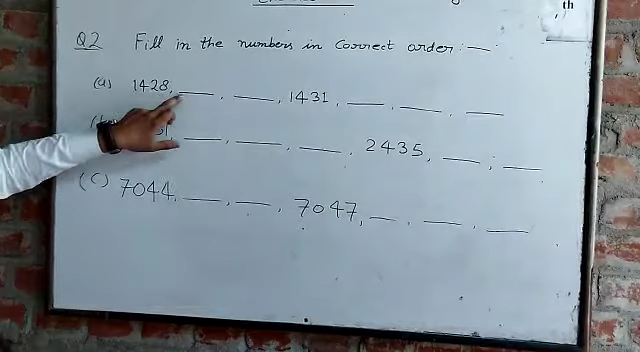 th
Q2 Fill in the numbers in correct order :—
(a) 1428, ___, ___, 1431, ___, ___, ___
___, ___, ___, 2435, ___, ___
(c) 7044, ___, ___, 7047, ___, ___, ___